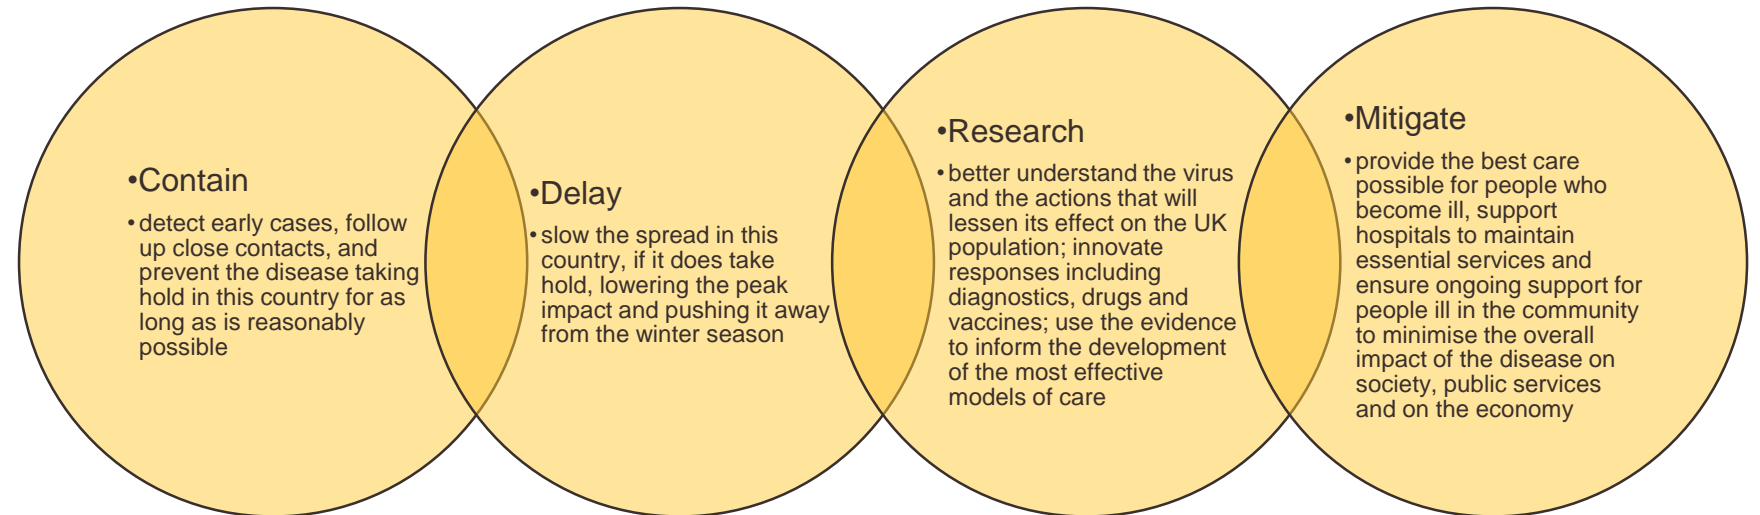 •Contain
• detect early cases, follow
up close contacts, and
prevent the disease taking
hold in this country for as
long as is reasonably
possible
•Delay
• slow the spread in this
country, if it does take
hold, lowering the peak
impact and pushing it away
from the winter season
•Research
• better understand the virus
and the actions that will
lessen its effect on the UK
population; innovate
responses including
diagnostics, drugs and
vaccines; use the evidence
to inform the development
of the most effective
models of care
•Mitigate
• provide the best care
possible for people who
become ill, support
hospitals to maintain
essential services and
ensure ongoing support for
people ill in the community
to minimise the overall
impact of the disease on
society, public services
and on the economy